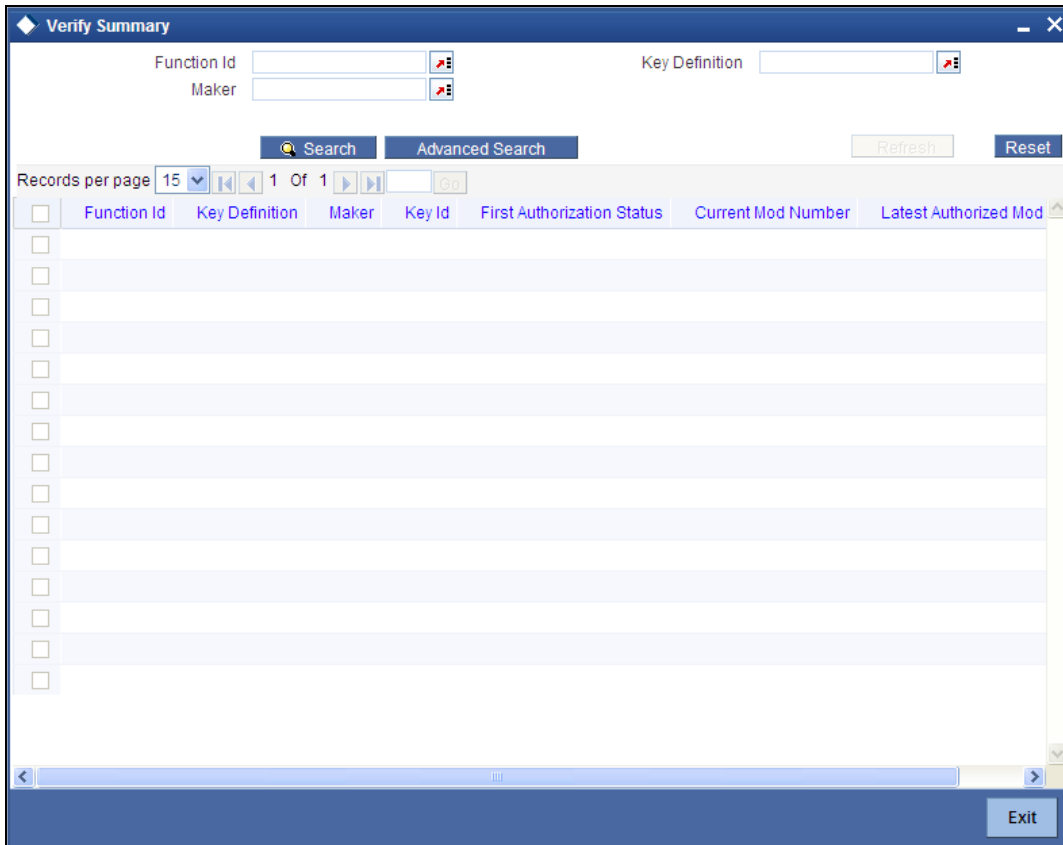 Verify Summary
Function Id Key Definition
Maker
Search Advanced Search Refresh Reset
Records per page 15 1 Of 1 Go
Function Id Key Definition Maker Key Id First Authorization Status Current Mod Number Latest Authorized Mod
Exit